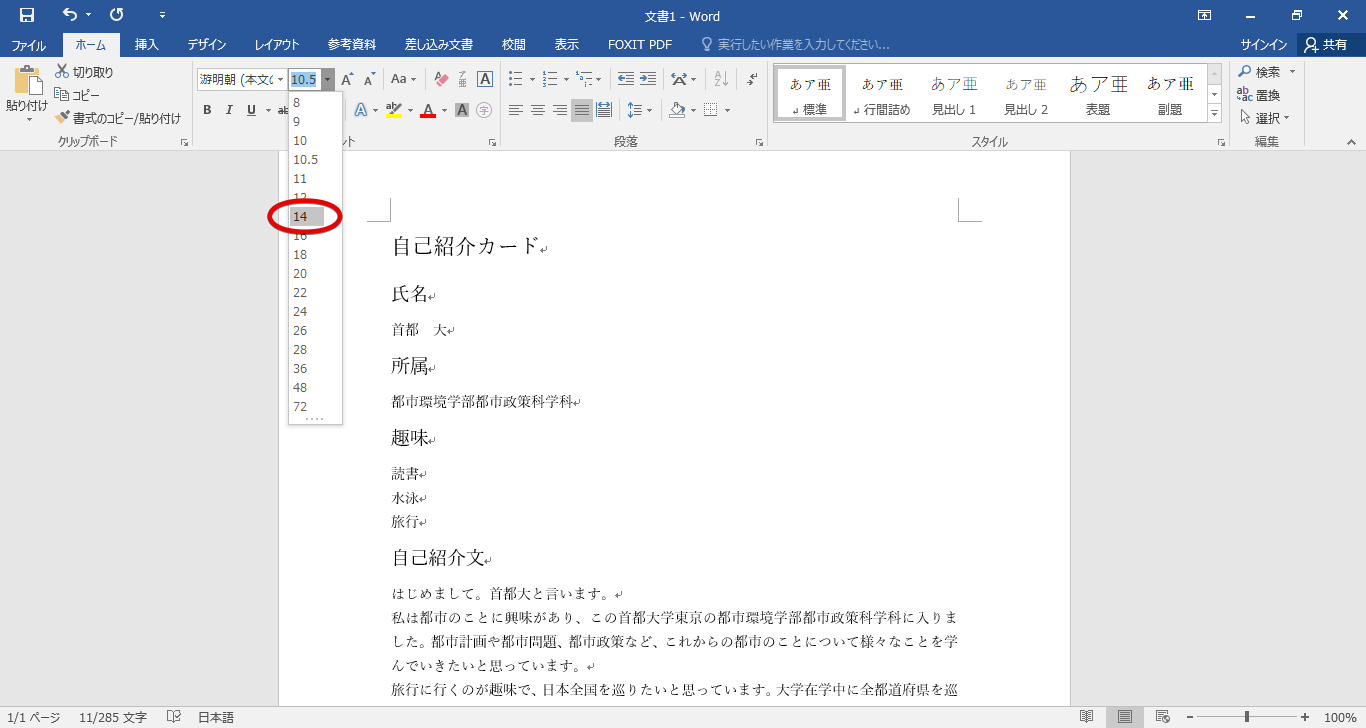 文書1 - Word
ファイル ホーム 挿入 デザイン レイアウト 参考資料 差し込み文書 校閲 表示 FOXIT PDF 実行したい作業を入力してください... サインイン 共有
貼り付け
切り取り
コピー
書式のコピー/貼り付け
クリップボード
游明朝 (本文の 10.5 A A Aa A
B I U ab A ab A A 字
ント
段落
あア亜 あア亜 あア亜 あア亜 あア亜 あア亜
標準 行間詰め 見出し 1 見出し 2 表題 副題
スタイル
検索
置換
選択
編集
8
9
10
10.5
11
12
14
16
18
20
22
24
26
28
36
48
72
自己紹介カード
氏名
首都 大
所属
都市環境学部都市政策科学科
趣味
読書
水泳
旅行
自己紹介文
はじめまして。首都大と言います。
私は都市のことに興味があり、この首都大学東京の都市環境学部都市政策科学科に入りま
した。都市計画や都市問題、都市政策など、これからの都市のことについて様々なことを学
んでいきたいと思っています。
旅行に行くのが趣味で、日本全国を巡りたいと思っています。大学在学中に全都道府県を巡
1/1 ページ 11/285 文字 日本語 100%